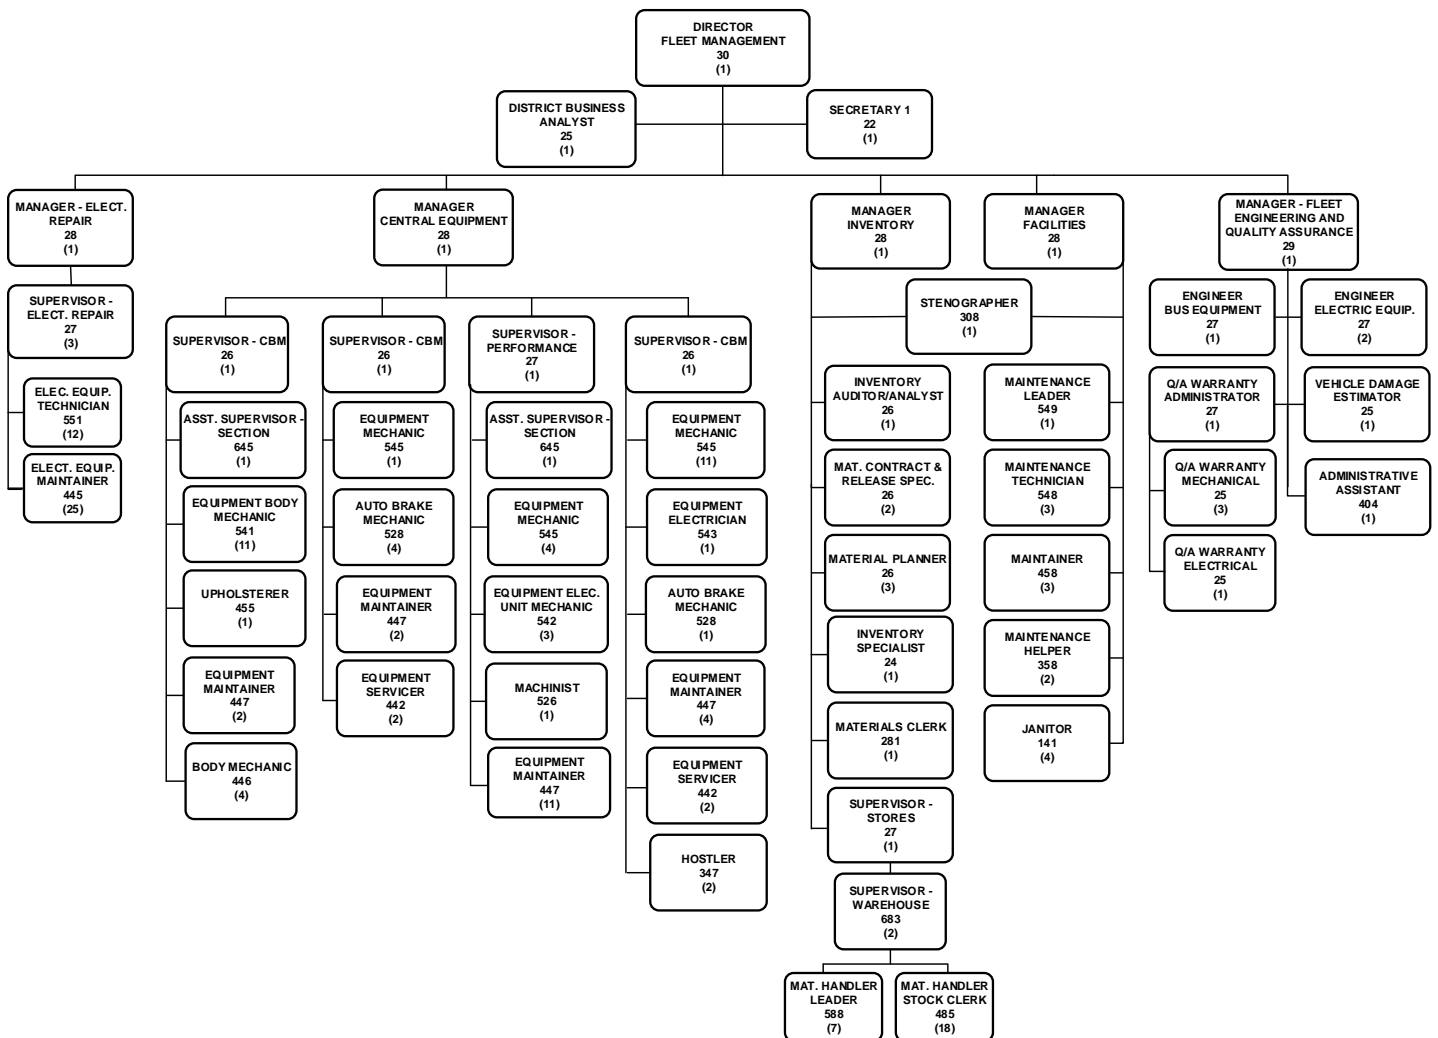 DIRECTOR
FLEET MANAGEMENT
30
(1)
DISTRICT BUSINESS
ANALYST
25
(1)
SECRETARY 1
22
(1)
MANAGER - ELECT.
REPAIR
28
(1)
MANAGER
CENTRAL EQUIPMENT
28
(1)
MANAGER
INVENTORY
28
(1)
MANAGER
FACILITIES
28
(1)
MANAGER - FLEET
ENGINEERING AND
QUALITY ASSURANCE
29
(1)
SUPERVISOR -
ELECT. REPAIR
27
(3)
ELEC. EQUIP.
TECHNICIAN
551
(12)
ELECT. EQUIP.
MAINTAINER
445
(25)
SUPERVISOR - CBM
26
(1)
ASST. SUPERVISOR -
SECTION
645
(1)
EQUIPMENT BODY
MECHANIC
541
(11)
UPHOLSTERER
455
(1)
EQUIPMENT
MAINTAINER
447
(2)
BODY MECHANIC
446
(4)
SUPERVISOR - CBM
26
(1)
EQUIPMENT
MECHANIC
545
(1)
AUTO BRAKE
MECHANIC
528
(4)
EQUIPMENT
MAINTAINER
447
(2)
EQUIPMENT
SERVICER
442
(2)
SUPERVISOR -
PERFORMANCE
27
(1)
ASST. SUPERVISOR -
SECTION
645
(1)
EQUIPMENT
MECHANIC
545
(4)
EQUIPMENT ELEC.
UNIT MECHANIC
542
(3)
MACHINIST
526
(1)
EQUIPMENT
MAINTAINER
447
(11)
SUPERVISOR - CBM
26
(1)
EQUIPMENT
MECHANIC
545
(11)
EQUIPMENT
ELECTRICIAN
543
(1)
AUTO BRAKE
MECHANIC
528
(1)
EQUIPMENT
MAINTAINER
447
(4)
EQUIPMENT
SERVICER
442
(2)
HOSTLER
347
(2)
STENOGRAPHER
308
(1)
INVENTORY
AUDITOR/ANALYST
26
(1)
MAT. CONTRACT &
RELEASE SPEC.
26
(2)
MATERIAL PLANNER
26
(3)
INVENTORY
SPECIALIST
24
(1)
MATERIALS CLERK
281
(1)
SUPERVISOR -
STORES
27
(1)
SUPERVISOR -
WAREHOUSE
683
(2)
MAT. HANDLER
LEADER
588
(7)
MAT. HANDLER
STOCK CLERK
485
(18)
MAINTENANCE
LEADER
549
(1)
MAINTENANCE
TECHNICIAN
548
(3)
MAINTAINER
458
(3)
MAINTENANCE
HELPER
358
(2)
JANITOR
141
(4)
ENGINEER
BUS EQUIPMENT
27
(1)
ENGINEER
ELECTRIC EQUIP.
27
(2)
Q/A WARRANTY
ADMINISTRATOR
27
(1)
VEHICLE DAMAGE
ESTIMATOR
25
(1)
Q/A WARRANTY
MECHANICAL
25
(3)
ADMINISTRATIVE
ASSISTANT
404
(1)
Q/A WARRANTY
ELECTRICAL
25
(1)